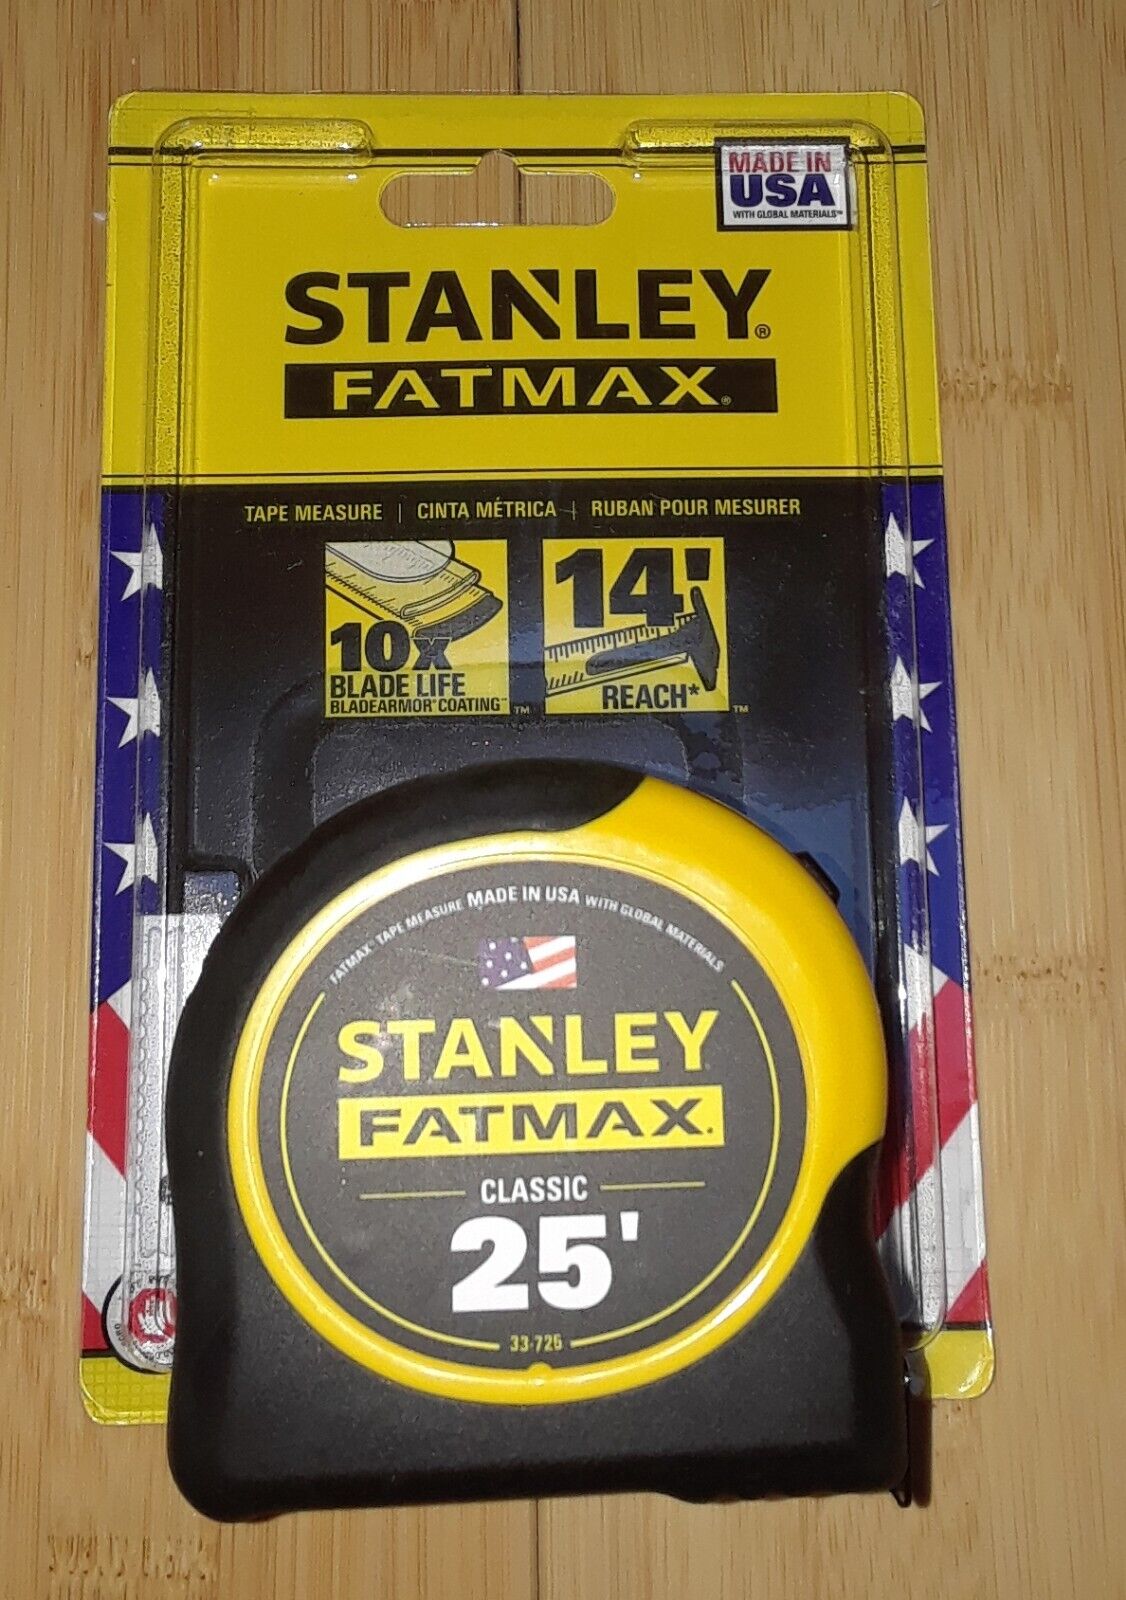 MADE IN
USA
WITH GLOBAL MATERIALS™
STANLEY®
FATMAX®
TAPE MEASURE | CINTA MÉTRICA | RUBAN POUR MESURER
10x
BLADE LIFE
BLADEARMOR® COATING™
14'
REACH*
FATMAX® TAPE MEASURE MADE IN USA WITH GLOBAL MATERIALS
STANLEY
FATMAX.
CLASSIC
25'
33-725